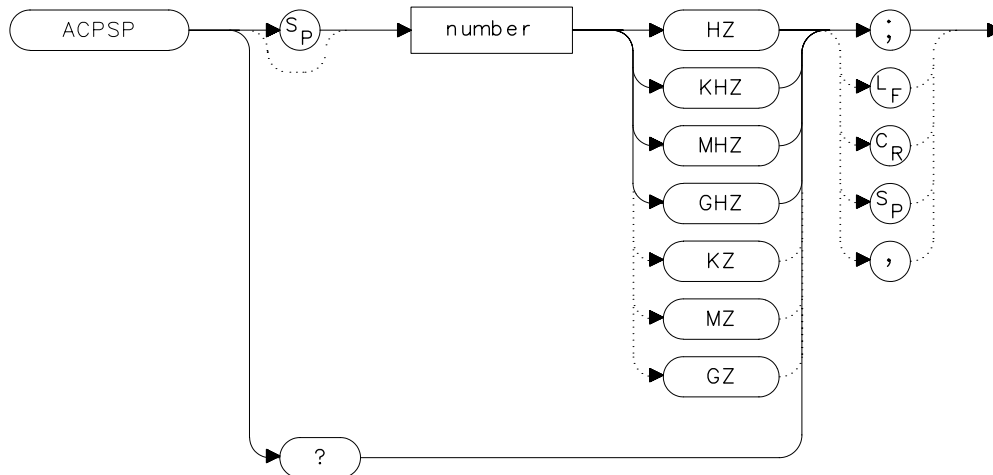 ACPSP SP number HZ ;
KHZ LF
MHZ CR
GHZ SP
KZ ,
MZ
GZ
?